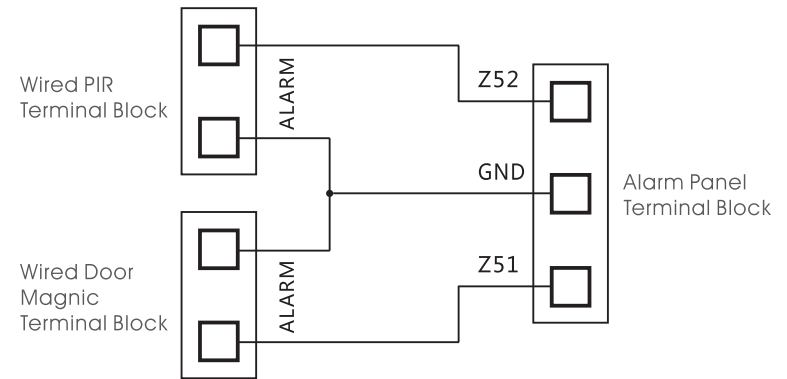 Wired PIR
Terminal Block
ALARM
Z52
GND
Alarm Panel
Terminal Block
Wired Door
Magnic
Terminal Block
ALARM
Z51